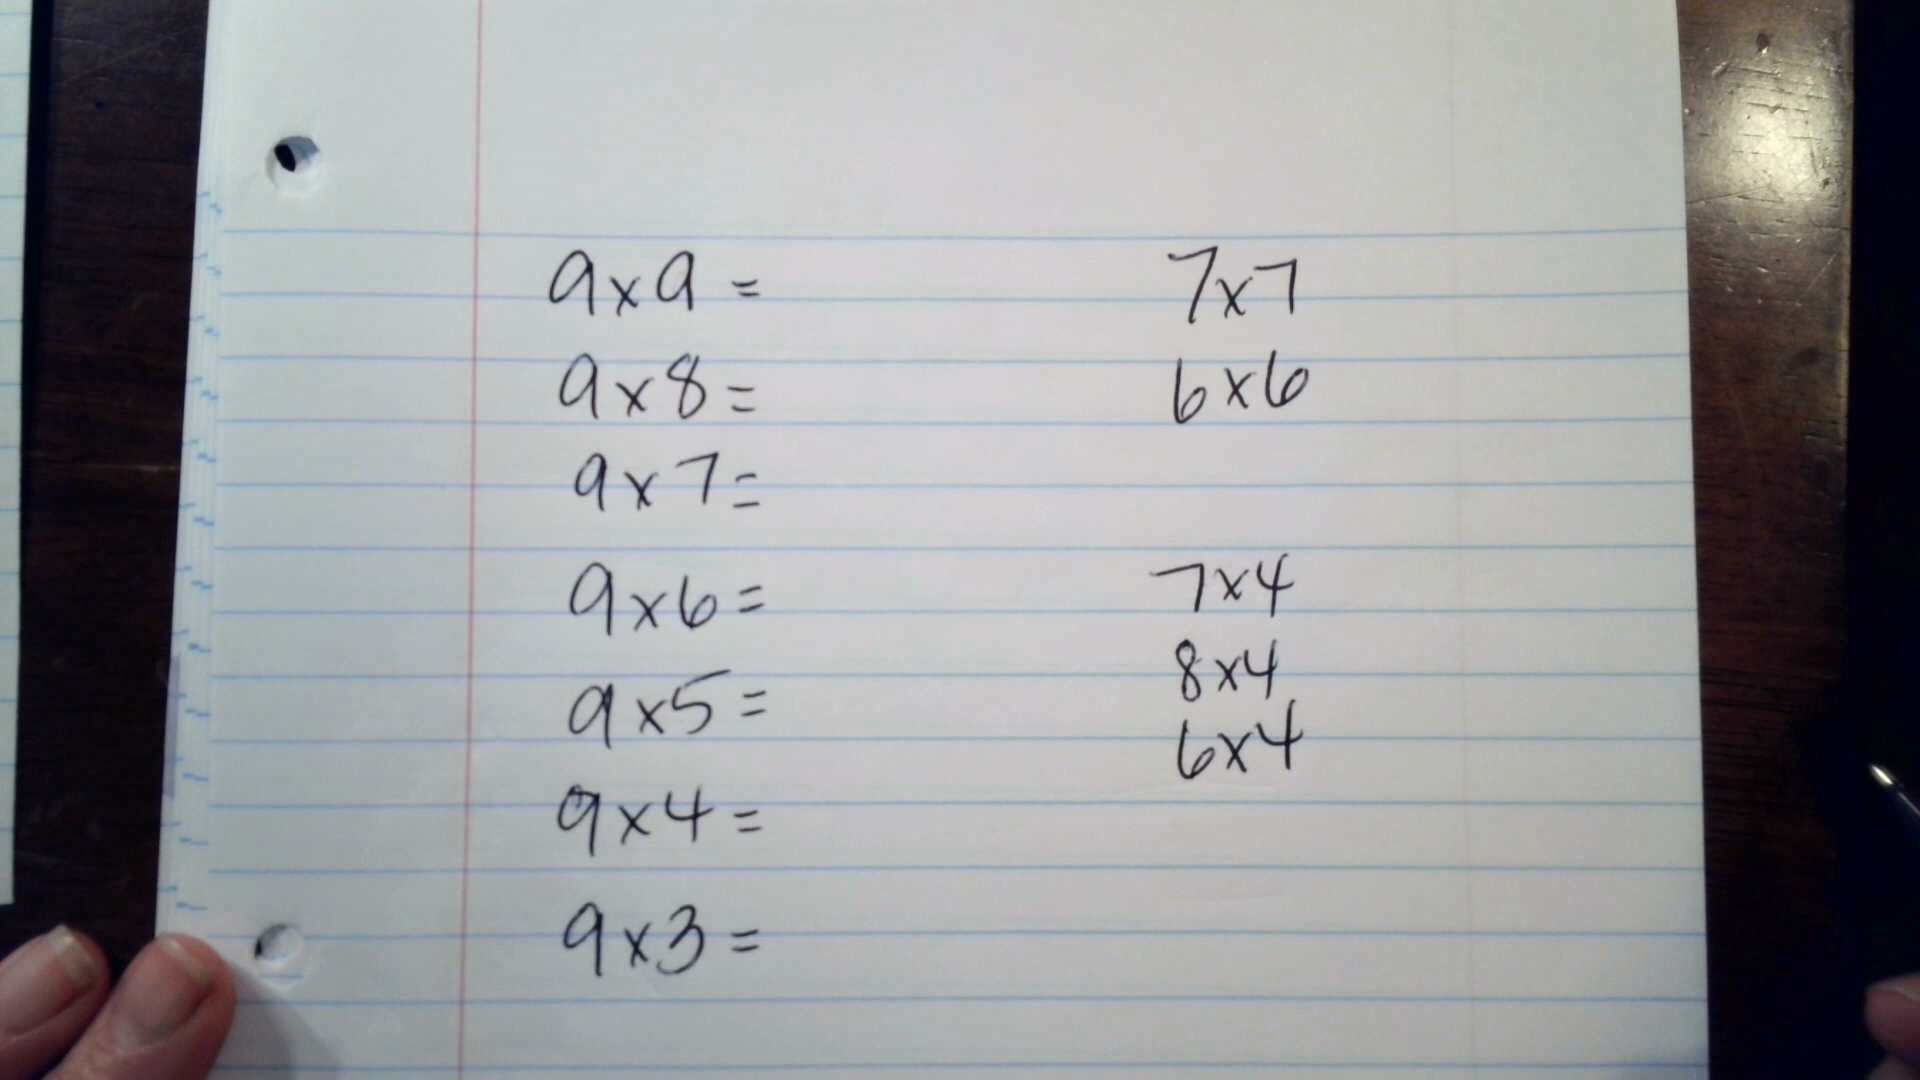 9x9 =
9x8=
9x7=
9x6=
9x5=
9x4=
9x3=
7x7
6x6
7x4
8x4
6x4